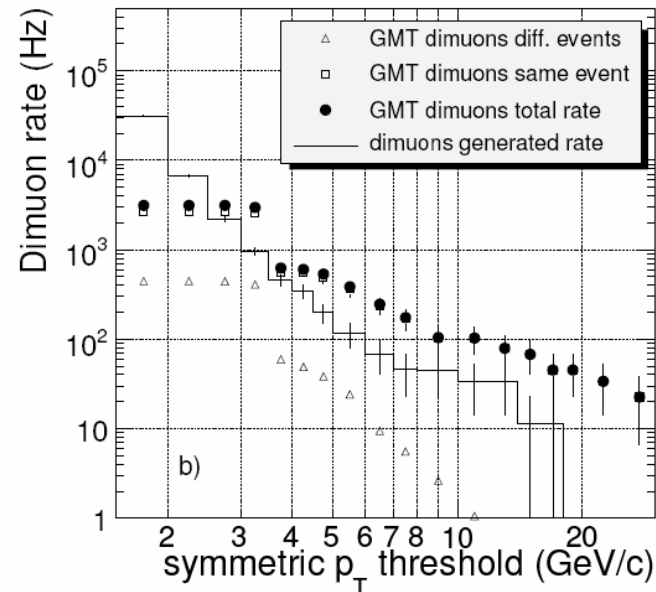 Dimuon rate (Hz)
GMT dimuons diff. events
GMT dimuons same event
GMT dimuons total rate
dimuons generated rate
10^5
10^4
10^3
10^2
10
1
b)
2 3 4 5 6 7 8 10 20
symmetric p_T threshold (GeV/c)